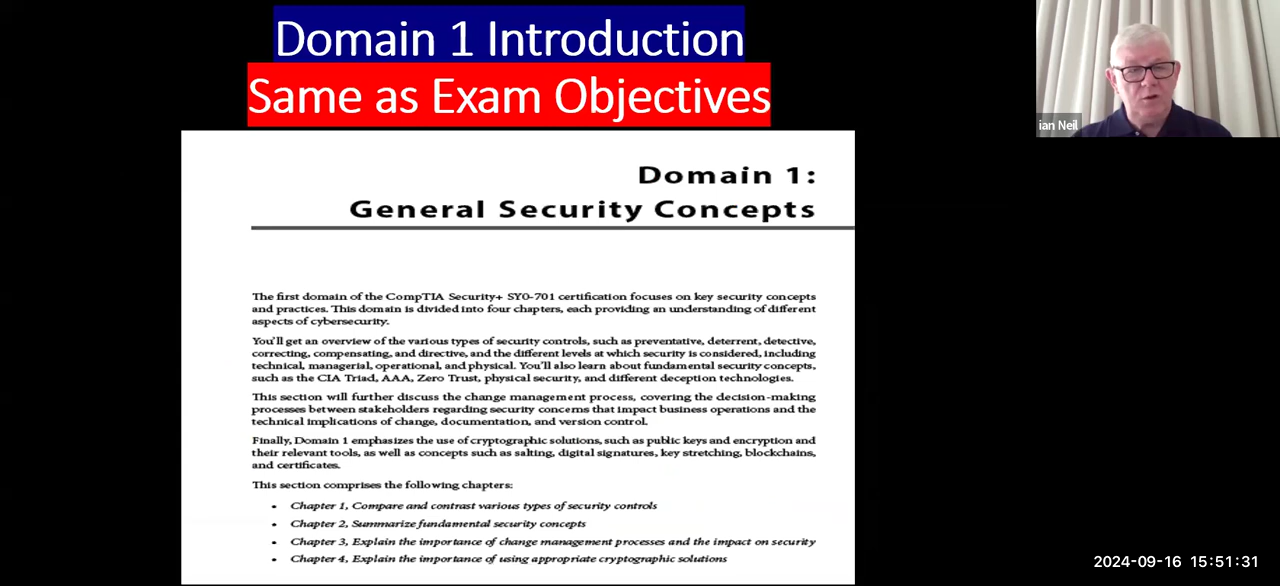 Domain 1 Introduction
Same as Exam Objectives
ian Neil
Domain 1:
General Security Concepts
The first domain of the CompTIA Security+ SY0-701 certification focuses on key security concepts
and practices. This domain is divided into four chapters, each providing an understanding of different
aspects of cybersecurity.
You'll get an overview of the various types of security controls, such as preventative, deterrent, detective,
correcting, compensating, and directive, and the different levels at which security is considered, including
technical, managerial, operational, and physical. You'll also learn about fundamental security concepts,
such as the CIA Triad, AAA, Zero Trust, physical security, and different deception technologies.
This section will further discuss the change management process, covering the decision-making
processes between stakeholders regarding security concerns that impact business operations and the
technical implications of change, documentation, and version control.
Finally, Domain 1 emphasizes the use of cryptographic solutions, such as public keys and encryption and
their relevant tools, as well as concepts such as salting, digital signatures, key stretching, blockchains,
and certificates.
This section comprises the following chapters:
• Chapter 1, Compare and contrast various types of security controls
• Chapter 2, Summarize fundamental security concepts
• Chapter 3, Explain the importance of change management processes and the impact on security
• Chapter 4, Explain the importance of using appropriate cryptographic solutions
2024-09-16 15:51:31